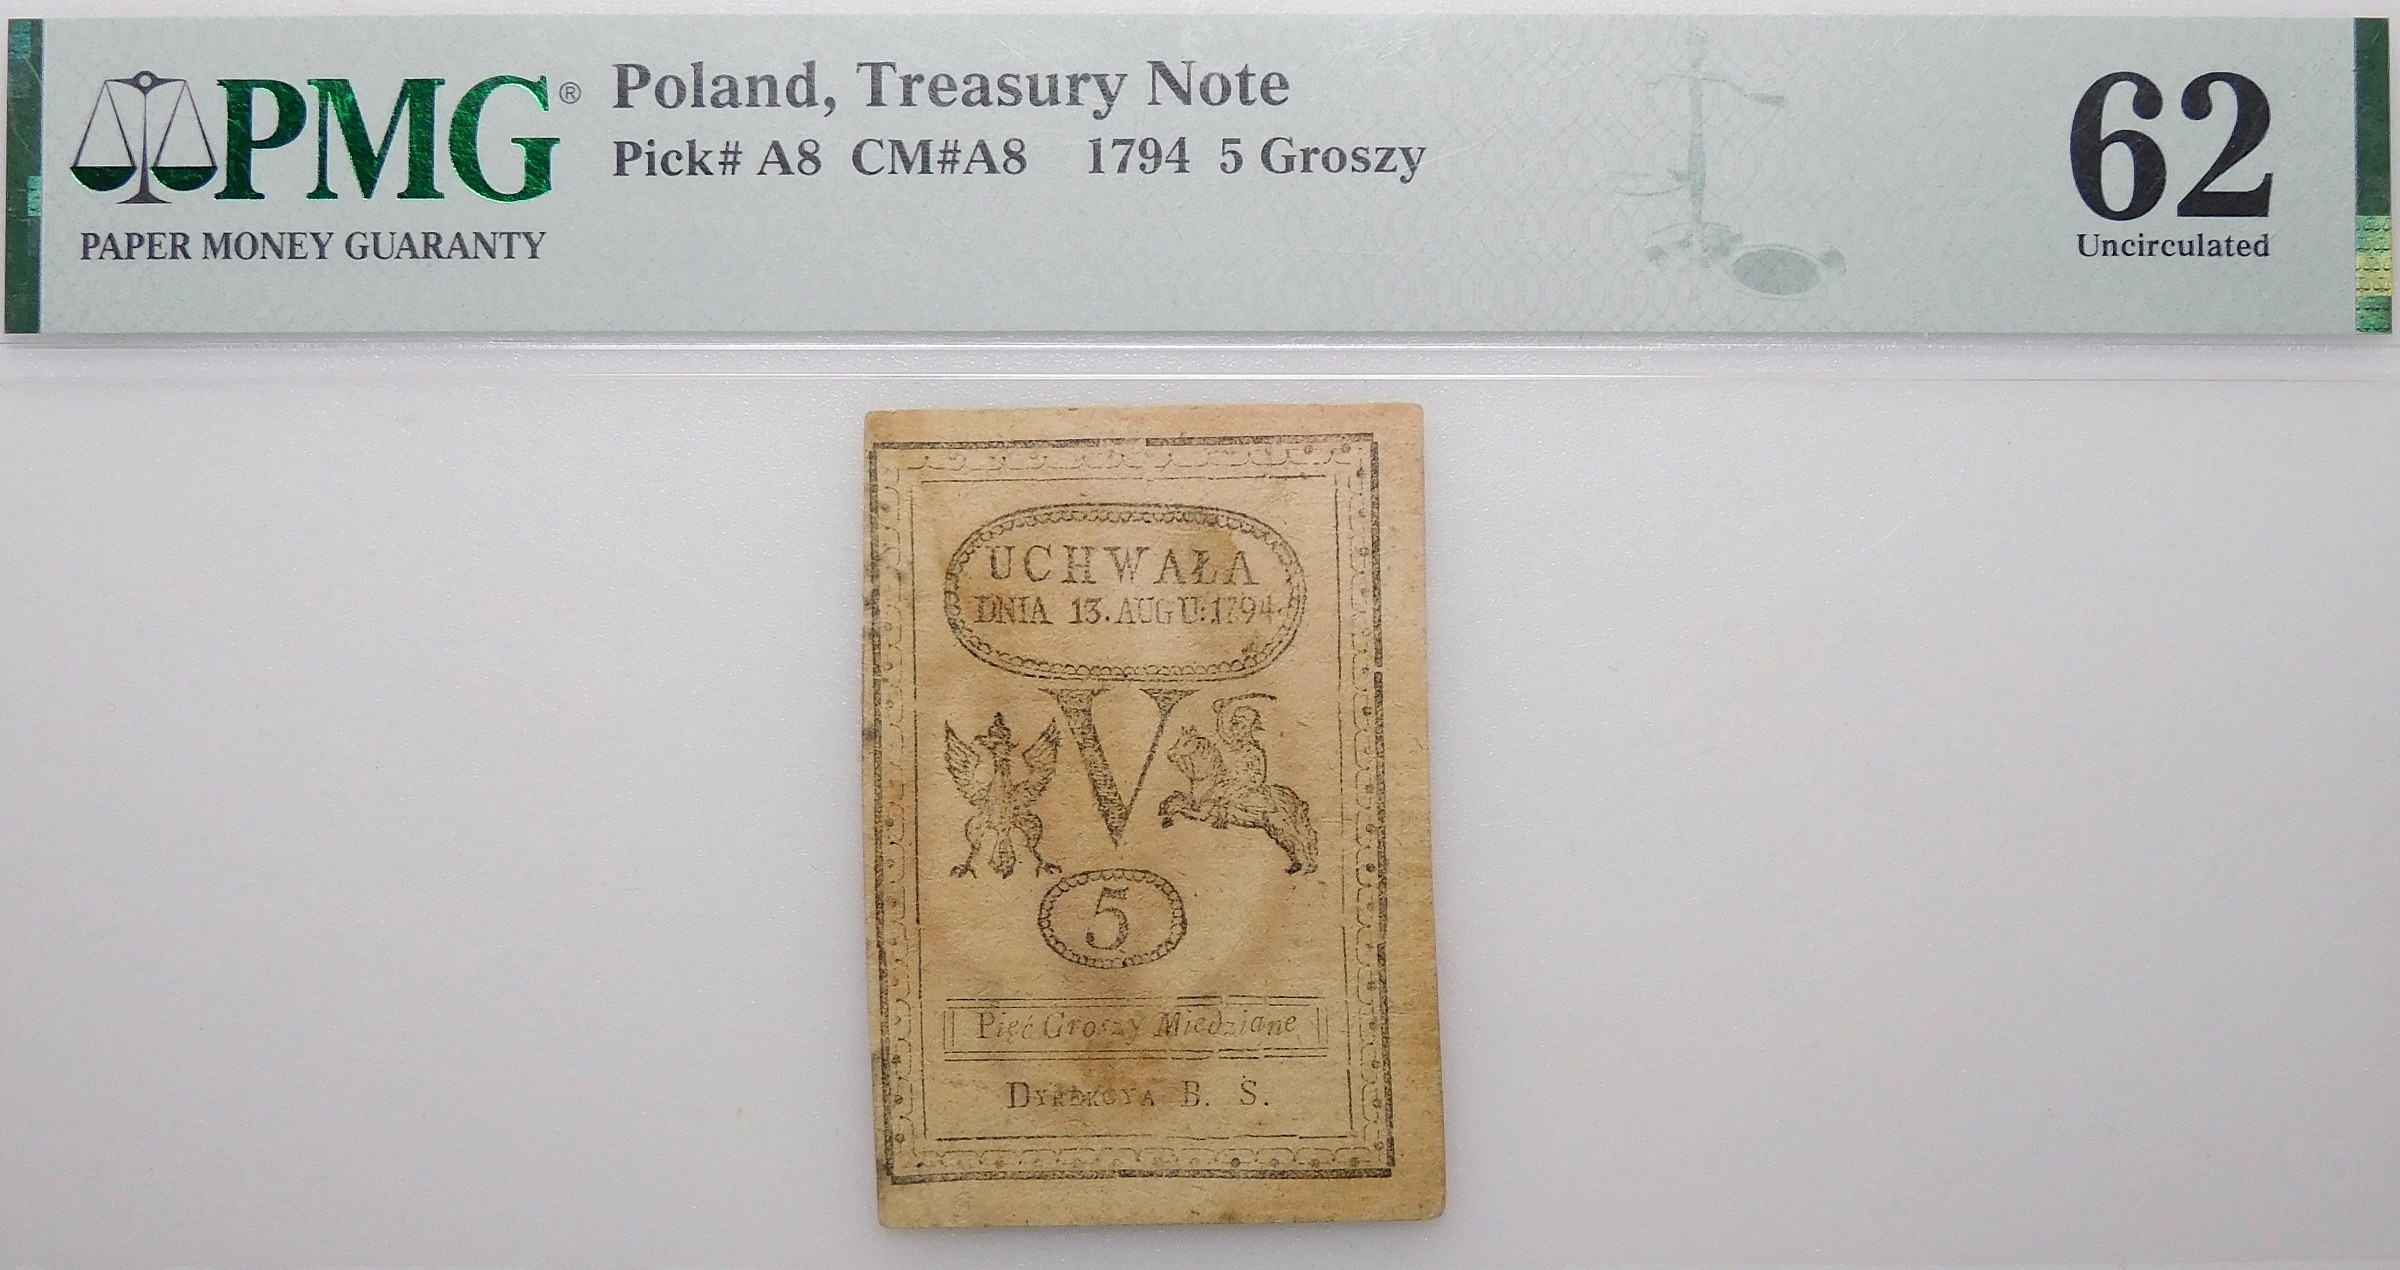 PMG®
PAPER MONEY GUARANTY
Poland, Treasury Note
Pick# A8 CM#A8 1794 5 Groszy
62
Uncirculated
UCHWAŁA
DNIA 13. AUGU: 1794.
V
5
Pięć Groszy Miedziane
DYREKCYA B. S.